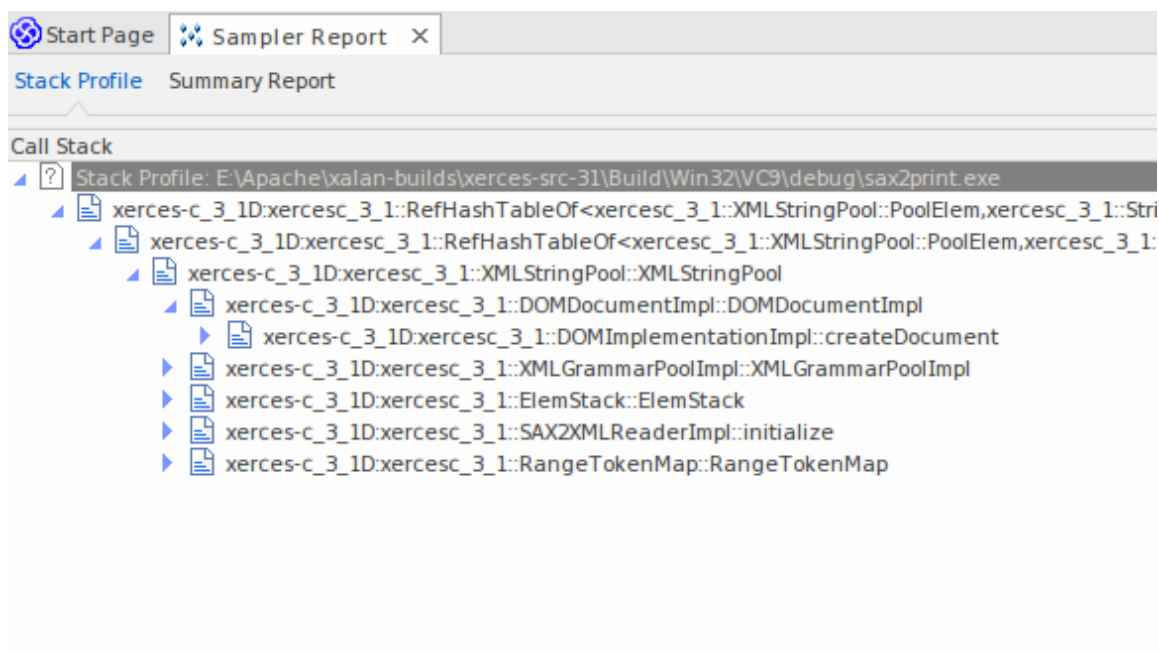 Start Page Sampler Report
Stack Profile Summary Report
Call Stack
Stack Profile: E:\Apache\xalan-builds\xerces-src-31\Build\Win32\VC9\debug\sax2print.exe
xerces-c_3_1D:xercesc_3_1::RefHashTableOf<xercesc_3_1::XMLStringPool::PoolElem,xercesc_3_1::Stri
xerces-c_3_1D:xercesc_3_1::RefHashTableOf<xercesc_3_1::XMLStringPool::PoolElem,xercesc_3_1:
xerces-c_3_1D:xercesc_3_1::XMLStringPool::XMLStringPool
xerces-c_3_1D:xercesc_3_1::DOMDocumentImpl::DOMDocumentImpl
xerces-c_3_1D:xercesc_3_1::DOMImplementationImpl::createDocument
xerces-c_3_1D:xercesc_3_1::XMLGrammarPoolImpl::XMLGrammarPoolImpl
xerces-c_3_1D:xercesc_3_1::ElemStack::ElemStack
xerces-c_3_1D:xercesc_3_1::SAX2XMLReaderImpl::initialize
xerces-c_3_1D:xercesc_3_1::RangeTokenMap::RangeTokenMap